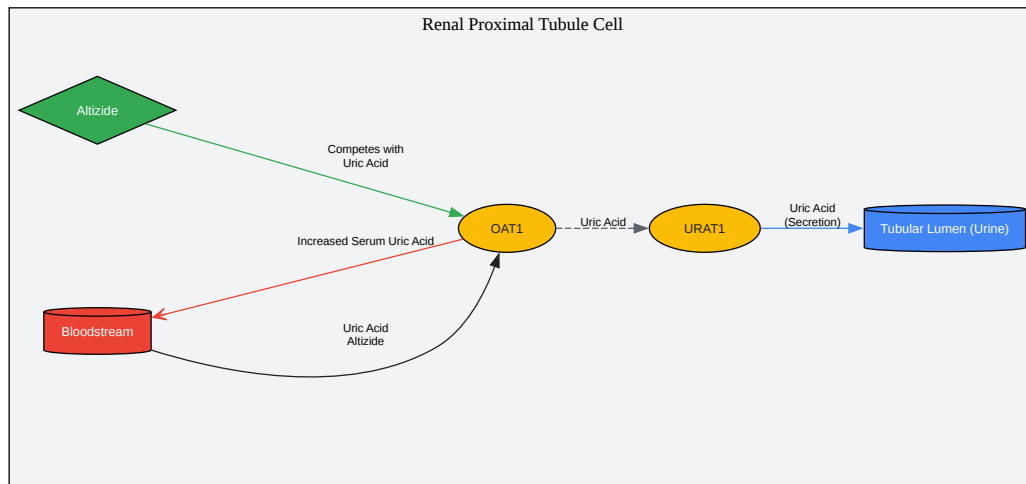 Renal Proximal Tubule Cell
Altizide
Competes with
Uric Acid
Increased Serum Uric Acid
OAT1
Uric Acid
URAT1
Uric Acid
(Secretion)
Tubular Lumen (Urine)
Bloodstream
Uric Acid
Altizide